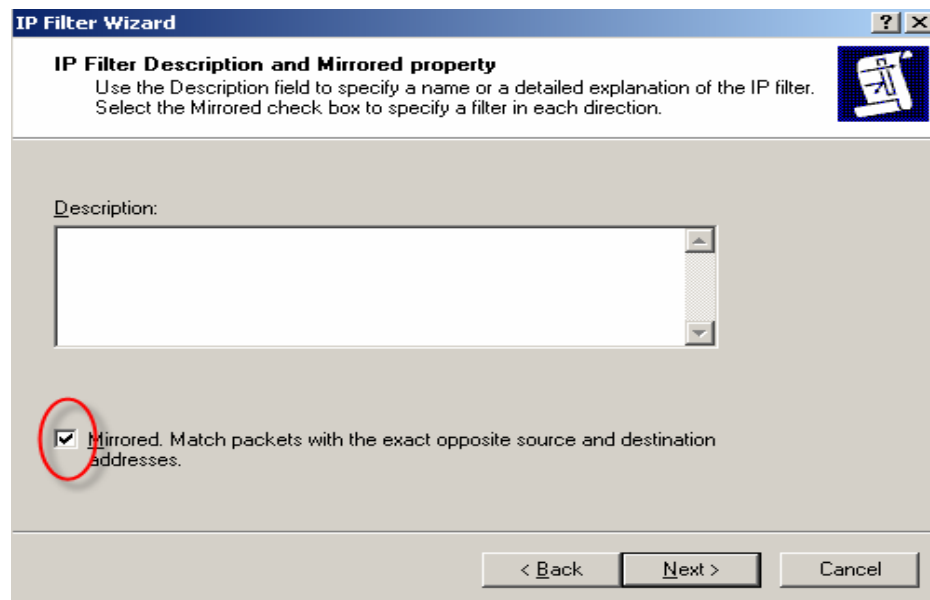 IP Filter Wizard
IP Filter Description and Mirrored property
Use the Description field to specify a name or a detailed explanation of the IP filter.
Select the Mirrored check box to specify a filter in each direction.
Description:
Mirrored. Match packets with the exact opposite source and destination
addresses.
< Back Next > Cancel